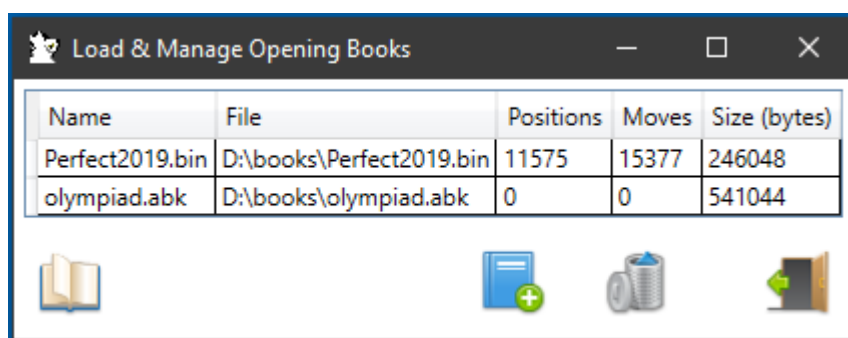 Load & Manage Opening Books
Name File Positions Moves Size (bytes)
Perfect2019.bin D:\books\Perfect2019.bin 11575 15377 246048
olympiad.abk D:\books\olympiad.abk 0 0 541044